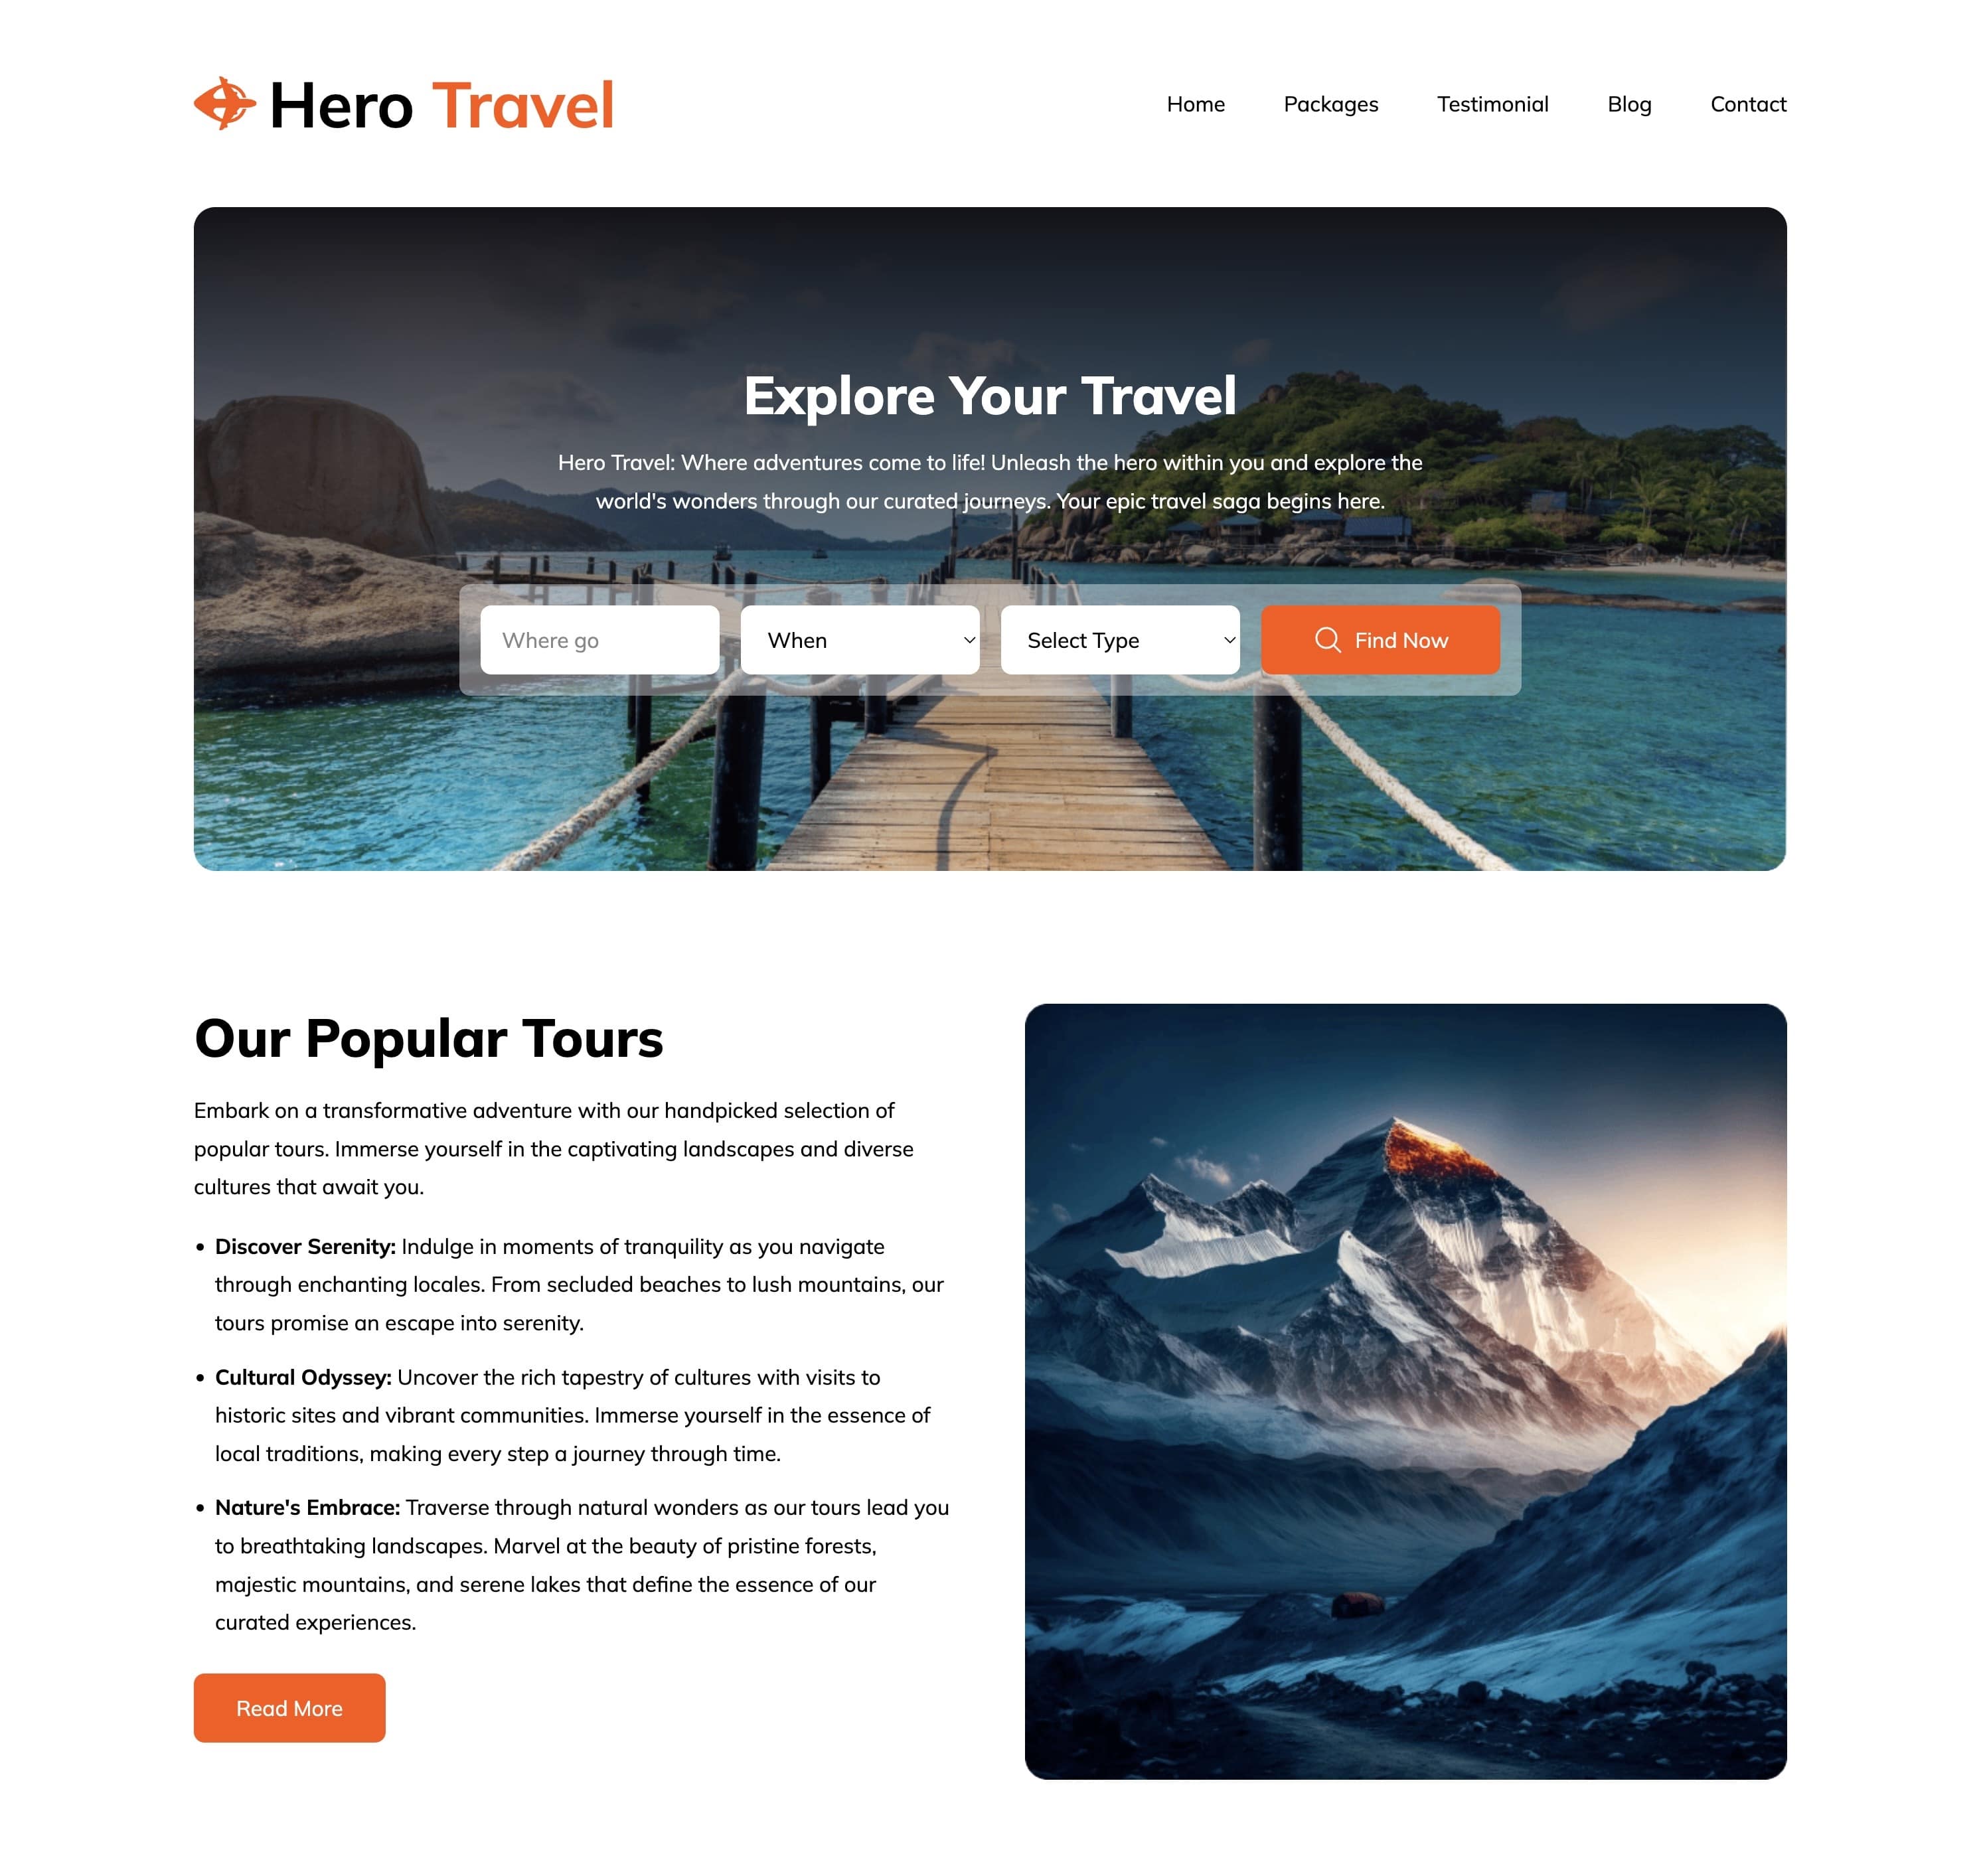 Hero Travel
Home Packages Testimonial Blog Contact
Explore Your Travel
Hero Travel: Where adventures come to life! Unleash the hero within you and explore the
world's wonders through our curated journeys. Your epic travel saga begins here.
Where go When Select Type Find Now
Our Popular Tours
Embark on a transformative adventure with our handpicked selection of
popular tours. Immerse yourself in the captivating landscapes and diverse
cultures that await you.
• Discover Serenity: Indulge in moments of tranquility as you navigate
through enchanting locales. From secluded beaches to lush mountains, our
tours promise an escape into serenity.
• Cultural Odyssey: Uncover the rich tapestry of cultures with visits to
historic sites and vibrant communities. Immerse yourself in the essence of
local traditions, making every step a journey through time.
• Nature's Embrace: Traverse through natural wonders as our tours lead you
to breathtaking landscapes. Marvel at the beauty of pristine forests,
majestic mountains, and serene lakes that define the essence of our
curated experiences.
Read More